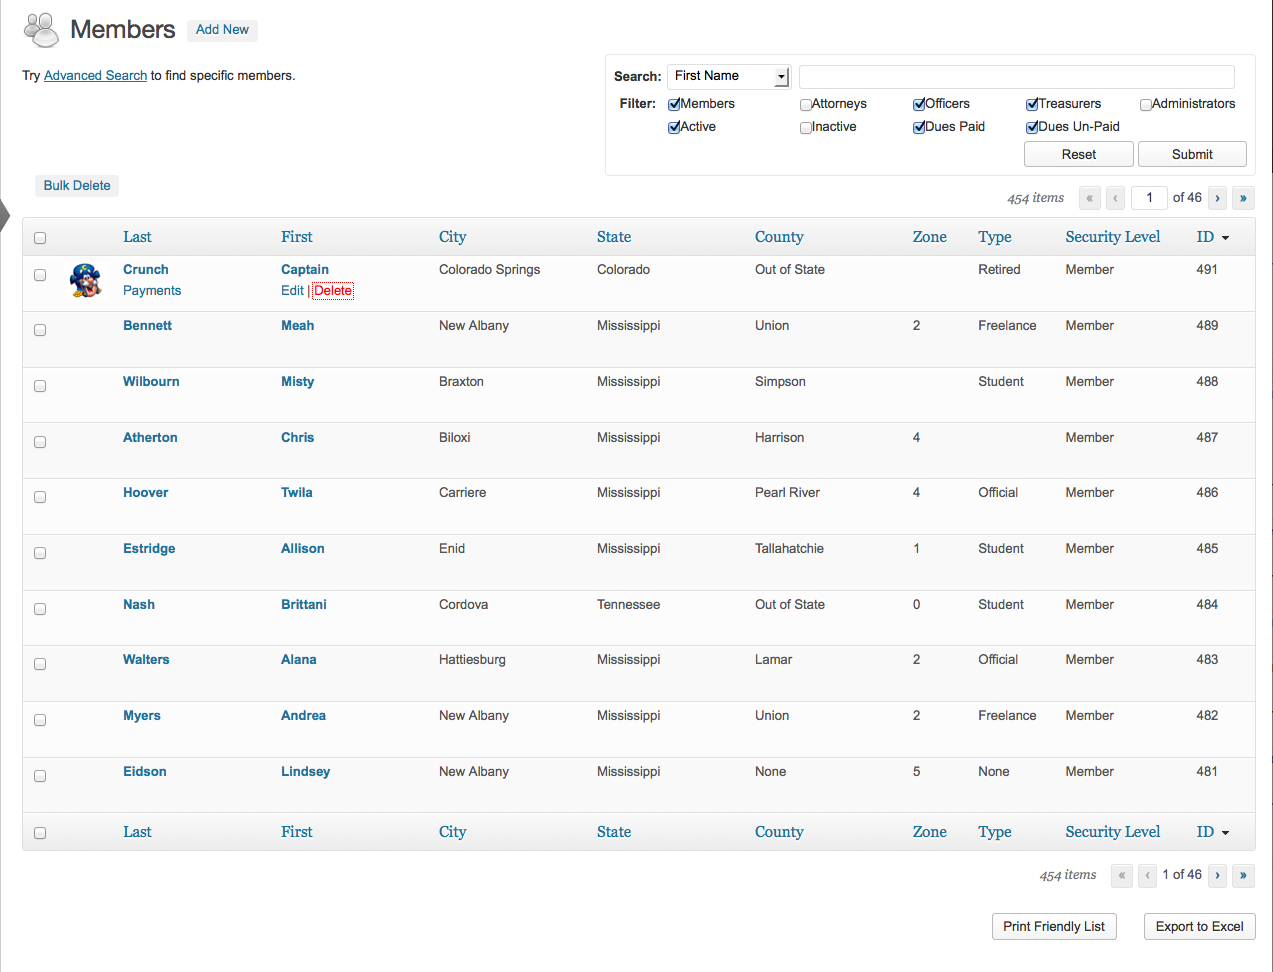 Members Add New
Try Advanced Search to find specific members.
Search: First Name
Filter: Members Attorneys Officers Treasurers Administrators
Active Inactive Dues Paid Dues Un-Paid
Reset Submit
Bulk Delete
454 items « ‹ 1 of 46 › »
Last First City State County Zone Type Security Level ID
Crunch Captain Colorado Springs Colorado Out of State Retired Member 491
Payments Edit | Delete
Bennett Meah New Albany Mississippi Union 2 Freelance Member 489
Wilbourn Misty Braxton Mississippi Simpson Student Member 488
Atherton Chris Biloxi Mississippi Harrison 4 Member 487
Hoover Twila Carriere Mississippi Pearl River 4 Official Member 486
Estridge Allison Enid Mississippi Tallahatchie 1 Student Member 485
Nash Brittani Cordova Tennessee Out of State 0 Student Member 484
Walters Alana Hattiesburg Mississippi Lamar 2 Official Member 483
Myers Andrea New Albany Mississippi Union 2 Freelance Member 482
Eidson Lindsey New Albany Mississippi None 5 None Member 481
Last First City State County Zone Type Security Level ID
454 items « ‹ 1 of 46 › »
Print Friendly List Export to Excel